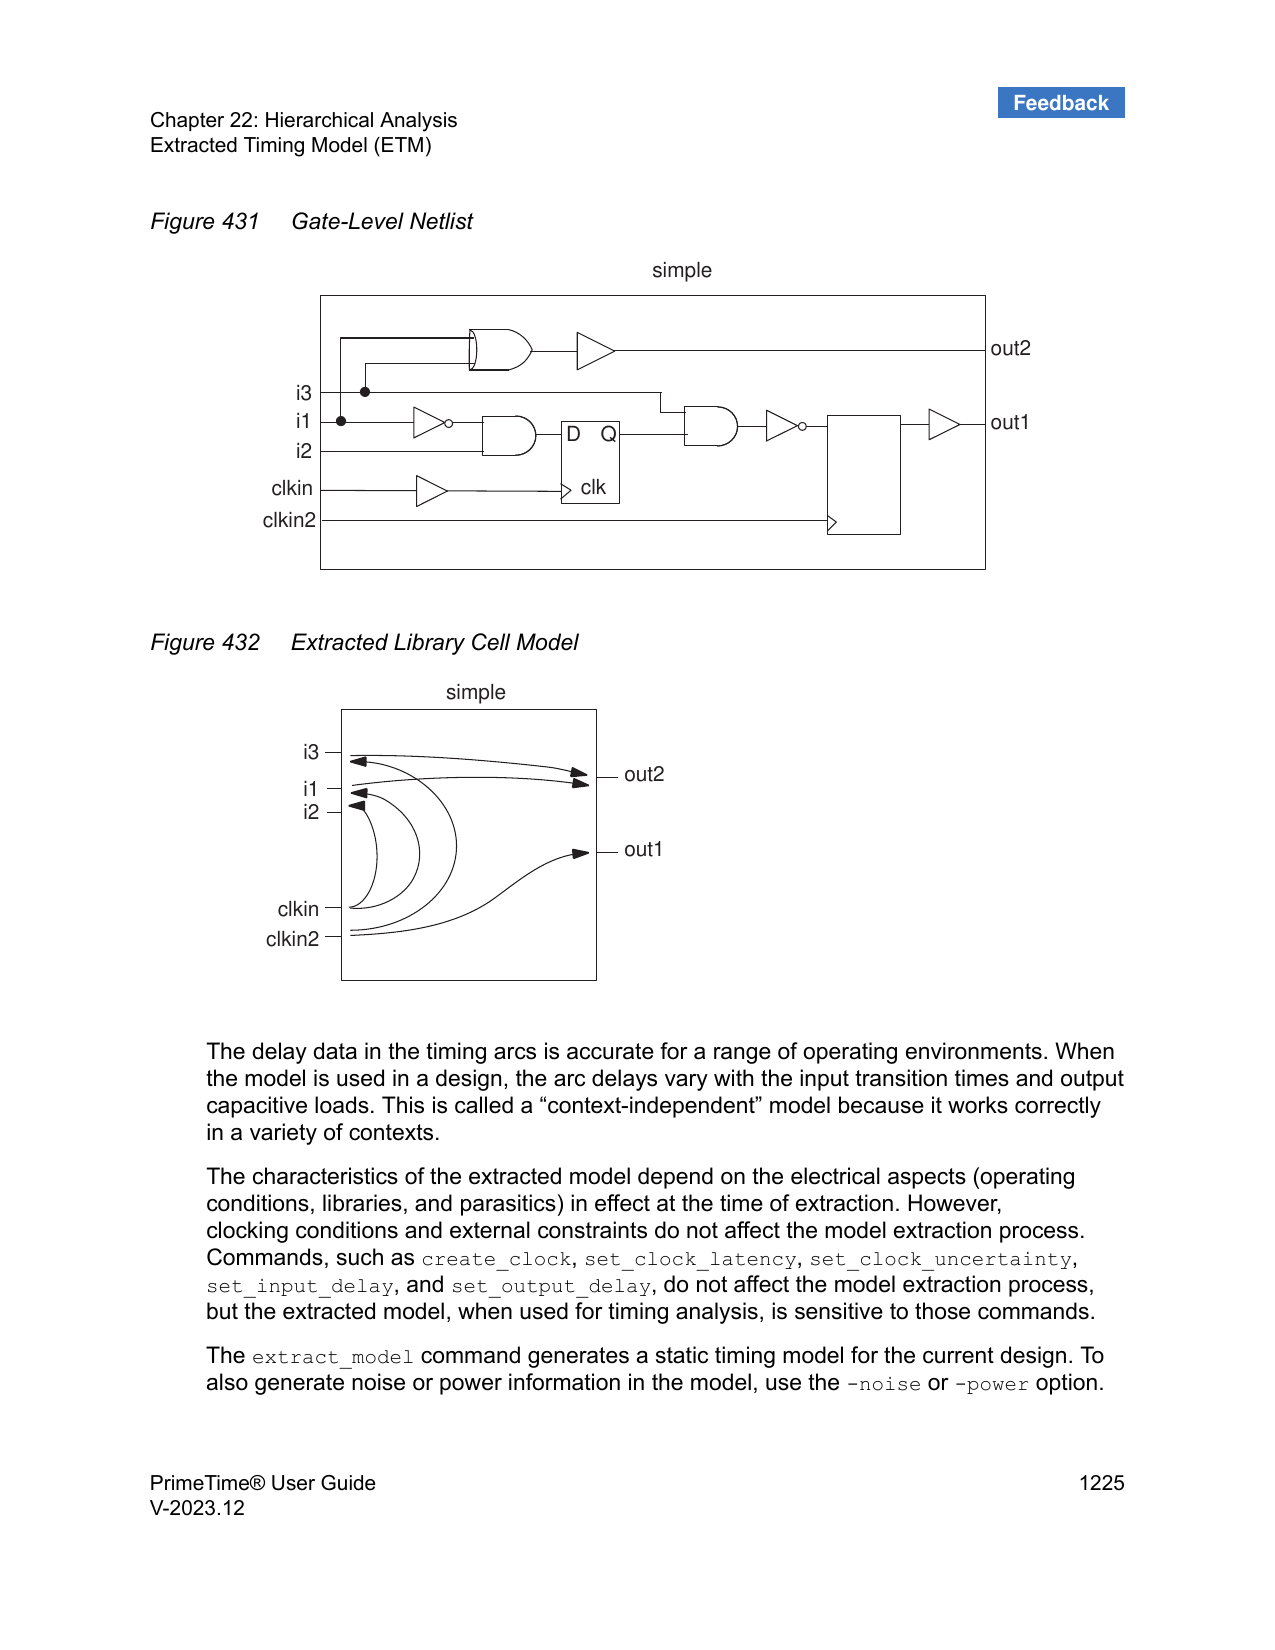 Feedback
Chapter 22: Hierarchical Analysis
Extracted Timing Model (ETM)
Figure 431 Gate-Level Netlist
simple
out2
i3
i1
out1
i2
D Q
clkin
clk
clkin2
Figure 432 Extracted Library Cell Model
simple
i3
out2
i1
i2
out1
clkin
clkin2
The delay data in the timing arcs is accurate for a range of operating environments. When
the model is used in a design, the arc delays vary with the input transition times and output
capacitive loads. This is called a “context-independent” model because it works correctly
in a variety of contexts.
The characteristics of the extracted model depend on the electrical aspects (operating
conditions, libraries, and parasitics) in effect at the time of extraction. However,
clocking conditions and external constraints do not affect the model extraction process.
Commands, such as create_clock, set_clock_latency, set_clock_uncertainty,
set_input_delay, and set_output_delay, do not affect the model extraction process,
but the extracted model, when used for timing analysis, is sensitive to those commands.
The extract_model command generates a static timing model for the current design. To
also generate noise or power information in the model, use the -noise or -power option.
PrimeTime® User Guide 1225
V-2023.12